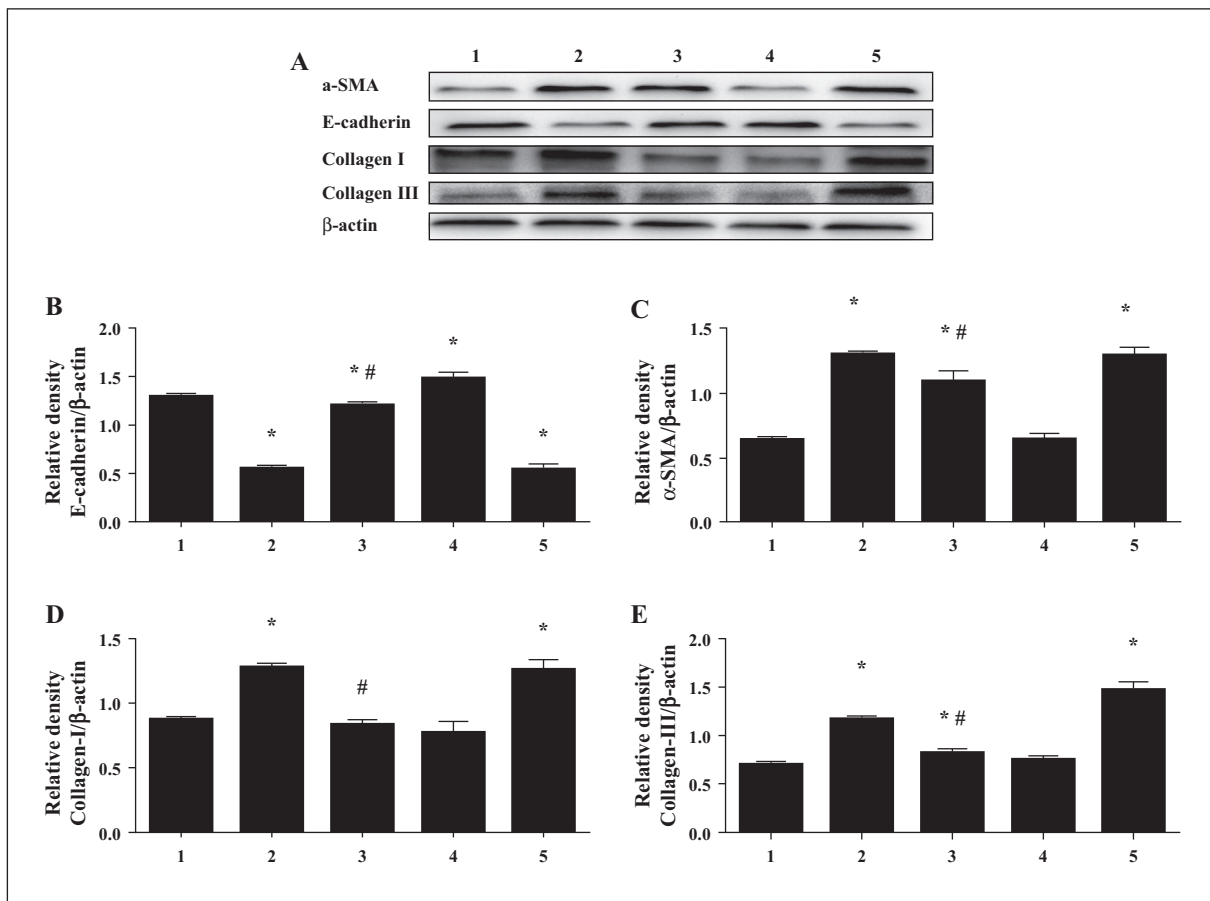 A
1 2 3 4 5
a-SMA
E-cadherin
Collagen I
Collagen III
β-actin
B
Relative density
E-cadherin/β-actin
2.0
1.5
1.0
0.5
0.0
*
* #
*
*
1 2 3 4 5
C
Relative density
α-SMA/β-actin
1.5
1.0
0.5
0.0
*
* #
*
1 2 3 4 5
D
Relative density
Collagen-I/β-actin
1.5
1.0
0.5
0.0
*
#
*
1 2 3 4 5
E
Relative density
Collagen-III/β-actin
2.0
1.5
1.0
0.5
0.0
*
* #
*
1 2 3 4 5